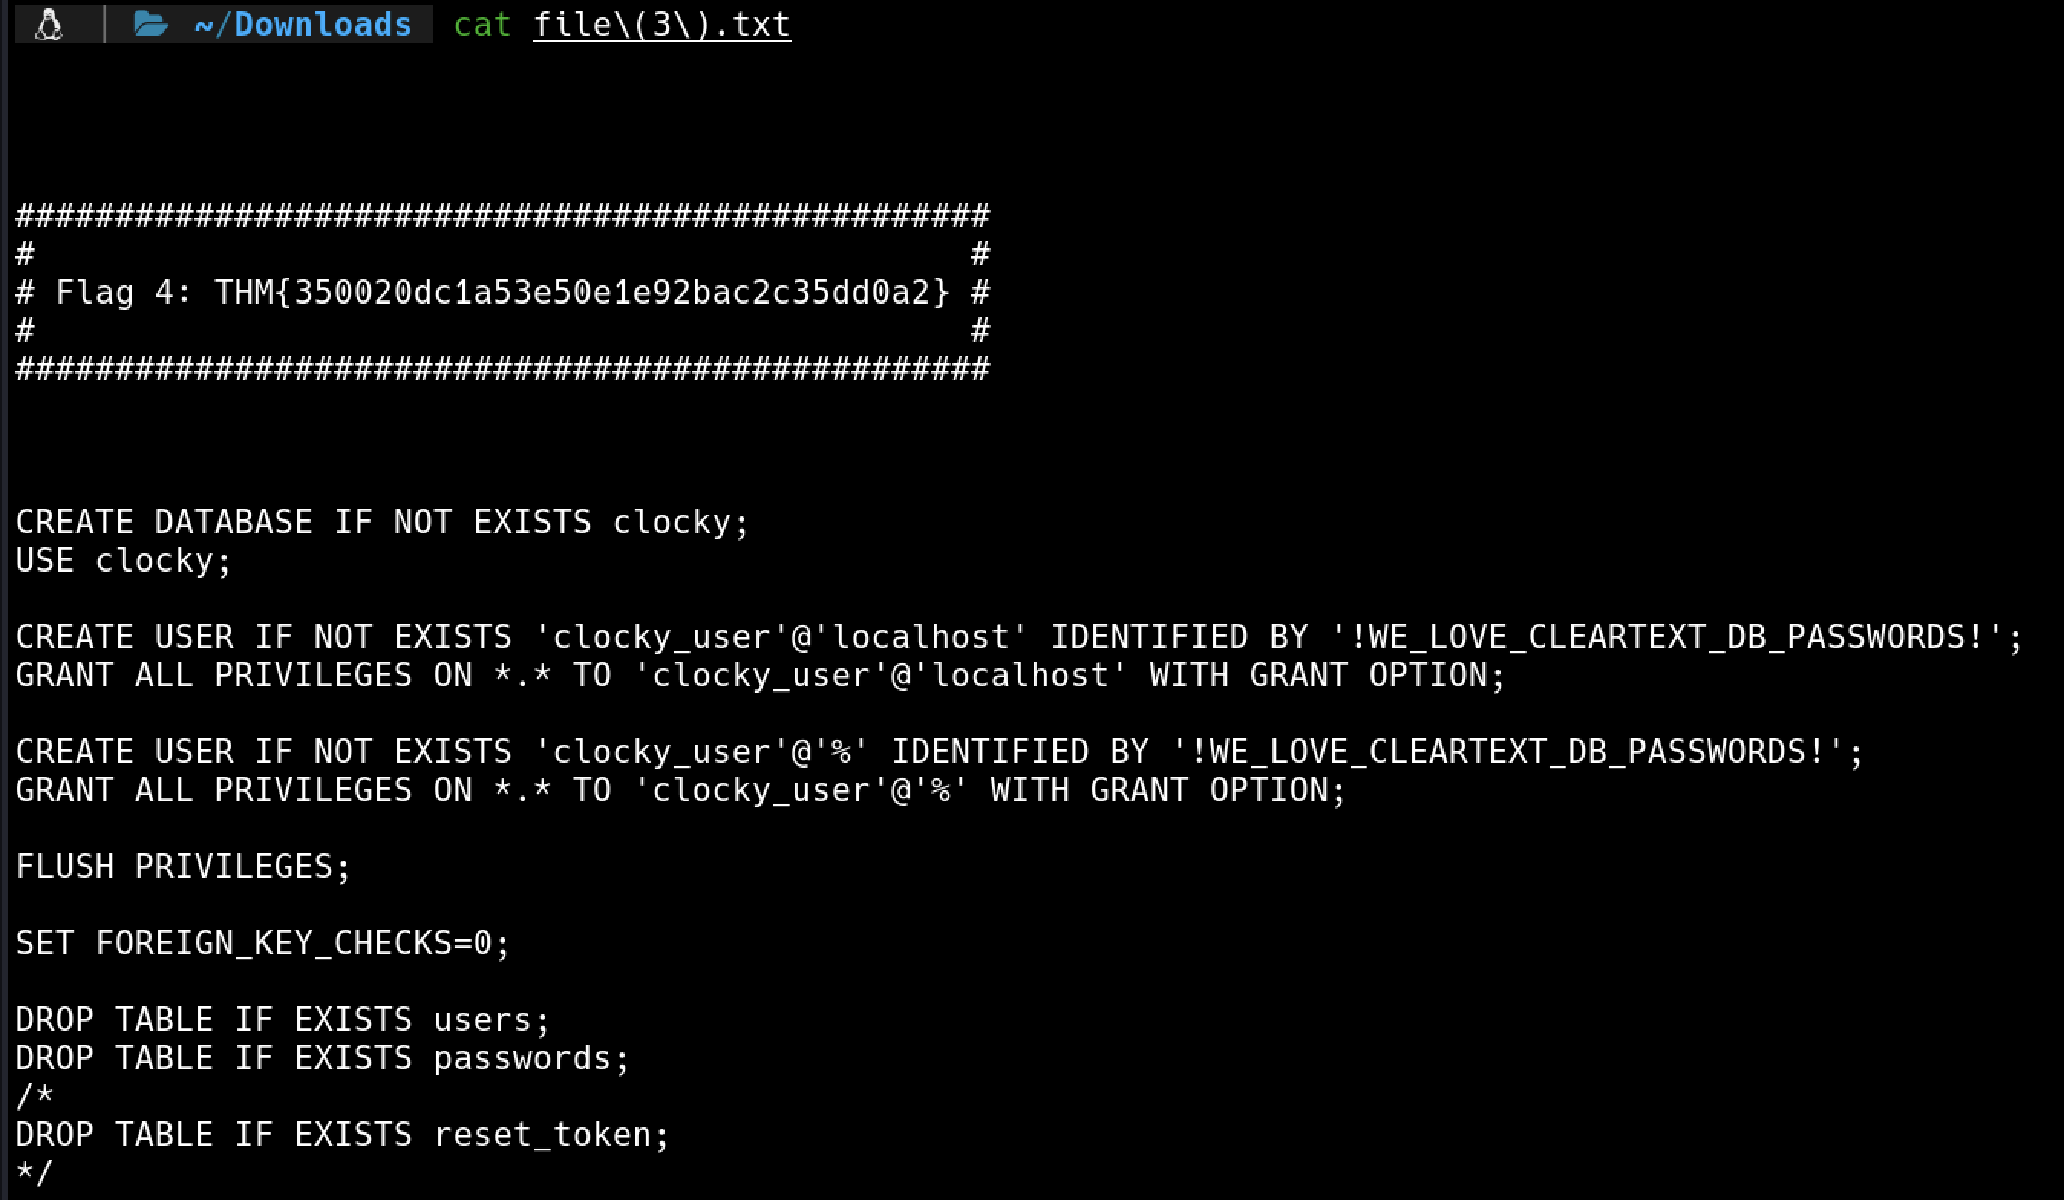 ~/Downloads cat file\(3\).txt
#################################################
#                                               #
# Flag 4: THM{350020dc1a53e50e1e92bac2c35dd0a2} #
#                                               #
#################################################
CREATE DATABASE IF NOT EXISTS clocky;
USE clocky;
CREATE USER IF NOT EXISTS 'clocky_user'@'localhost' IDENTIFIED BY '!WE_LOVE_CLEARTEXT_DB_PASSWORDS!';
GRANT ALL PRIVILEGES ON *.* TO 'clocky_user'@'localhost' WITH GRANT OPTION;
CREATE USER IF NOT EXISTS 'clocky_user'@'%' IDENTIFIED BY '!WE_LOVE_CLEARTEXT_DB_PASSWORDS!';
GRANT ALL PRIVILEGES ON *.* TO 'clocky_user'@'%' WITH GRANT OPTION;
FLUSH PRIVILEGES;
SET FOREIGN_KEY_CHECKS=0;
DROP TABLE IF EXISTS users;
DROP TABLE IF EXISTS passwords;
/*
DROP TABLE IF EXISTS reset_token;
*/